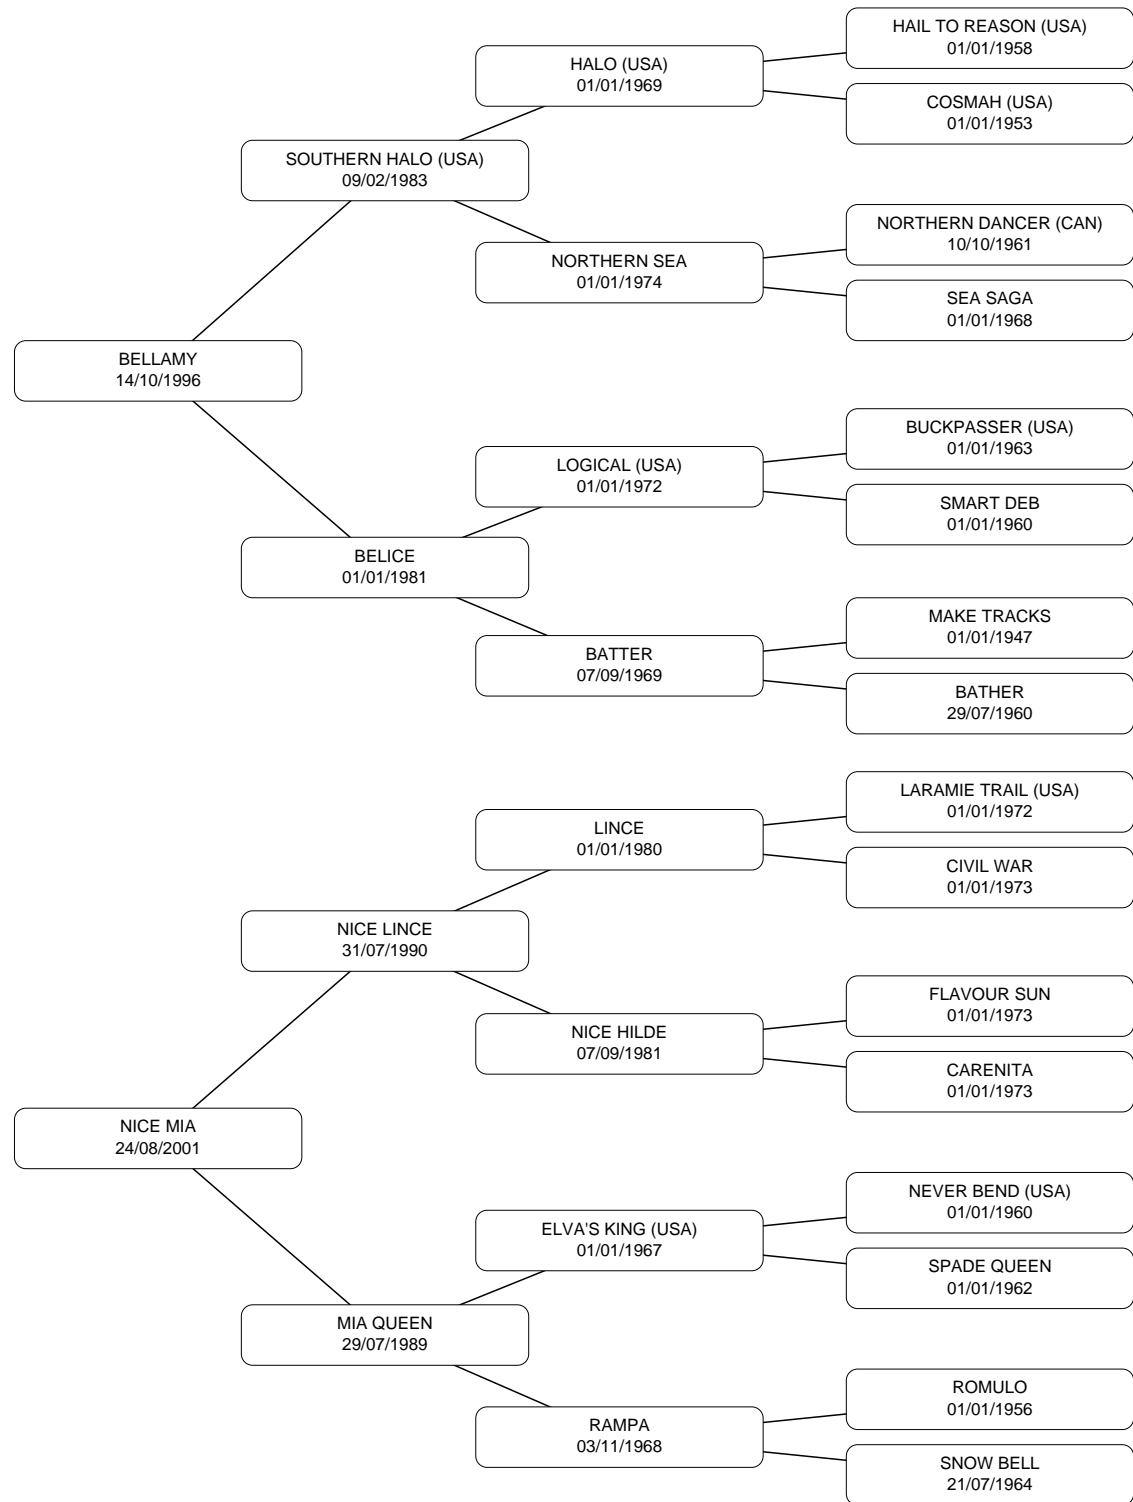 HAIL TO REASON (USA)
01/01/1958
HALO (USA)
01/01/1969
COSMAH (USA)
01/01/1953
SOUTHERN HALO (USA)
09/02/1983
NORTHERN DANCER (CAN)
10/10/1961
NORTHERN SEA
01/01/1974
SEA SAGA
01/01/1968
BELLAMY
14/10/1996
BUCKPASSER (USA)
01/01/1963
LOGICAL (USA)
01/01/1972
SMART DEB
01/01/1960
BELICE
01/01/1981
MAKE TRACKS
01/01/1947
BATTER
07/09/1969
BATHER
29/07/1960
LARAMIE TRAIL (USA)
01/01/1972
LINCE
01/01/1980
CIVIL WAR
01/01/1973
NICE LINCE
31/07/1990
FLAVOUR SUN
01/01/1973
NICE HILDE
07/09/1981
CARENITA
01/01/1973
NICE MIA
24/08/2001
NEVER BEND (USA)
01/01/1960
ELVA'S KING (USA)
01/01/1967
SPADE QUEEN
01/01/1962
MIA QUEEN
29/07/1989
ROMULO
01/01/1956
RAMPA
03/11/1968
SNOW BELL
21/07/1964